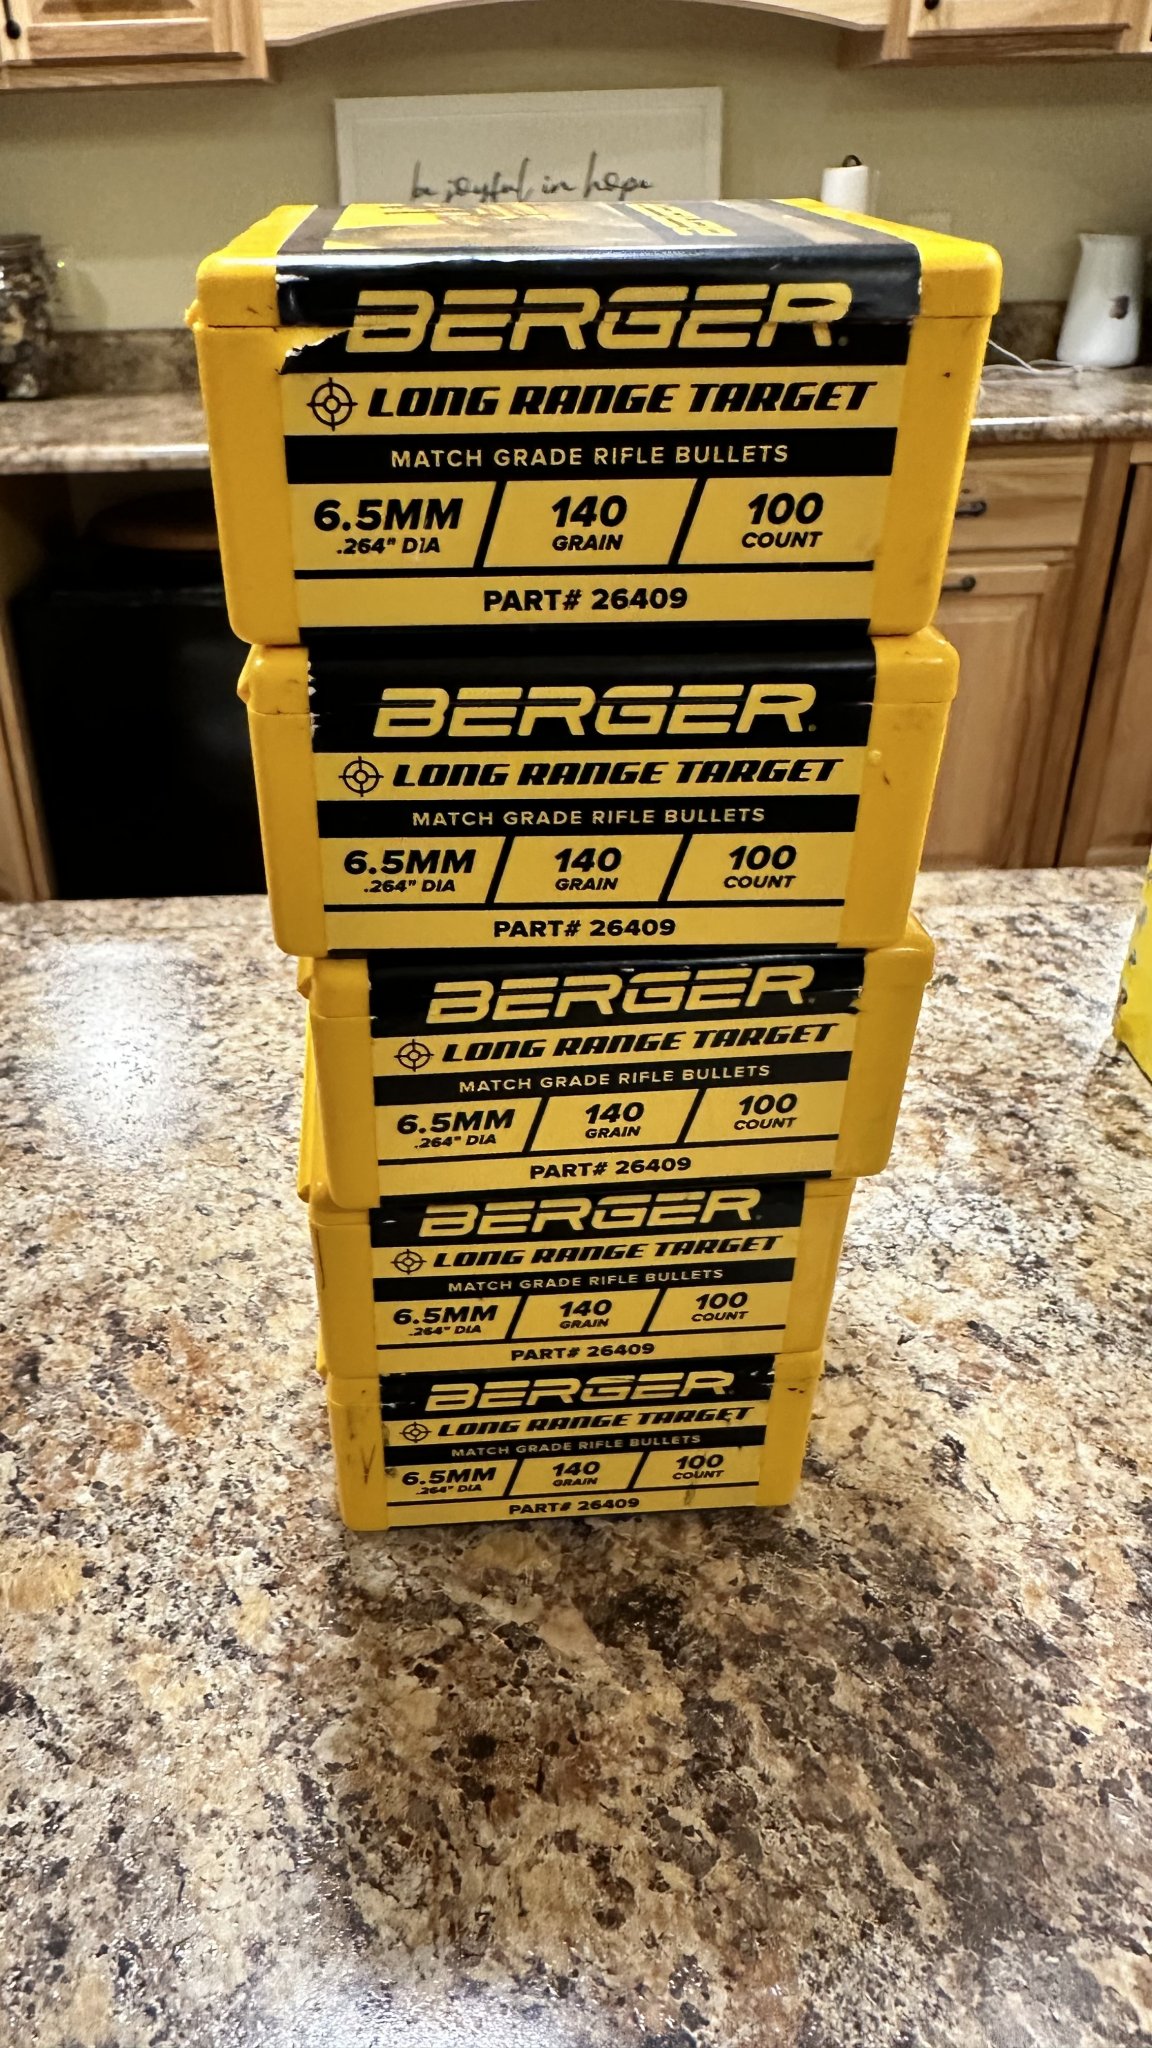 be joyful in hope
BERGER.
LONG RANGE TARGET
MATCH GRADE RIFLE BULLETS
6.5MM 140 100
.264" DIA GRAIN COUNT
PART# 26409
BERGER.
LONG RANGE TARGET
MATCH GRADE RIFLE BULLETS
6.5MM 140 100
.264" DIA GRAIN COUNT
PART# 26409
BERGER.
LONG RANGE TARGET
MATCH GRADE RIFLE BULLETS
6.5MM 140 100
.264" DIA GRAIN COUNT
PART# 26409
BERGER.
LONG RANGE TARGET
MATCH GRADE RIFLE BULLETS
6.5MM 140 100
.264" DIA GRAIN COUNT
PART# 26409
BERGER.
LONG RANGE TARGET
MATCH GRADE RIFLE BULLETS
6.5MM 140 100
.264" DIA GRAIN COUNT
PART# 26409